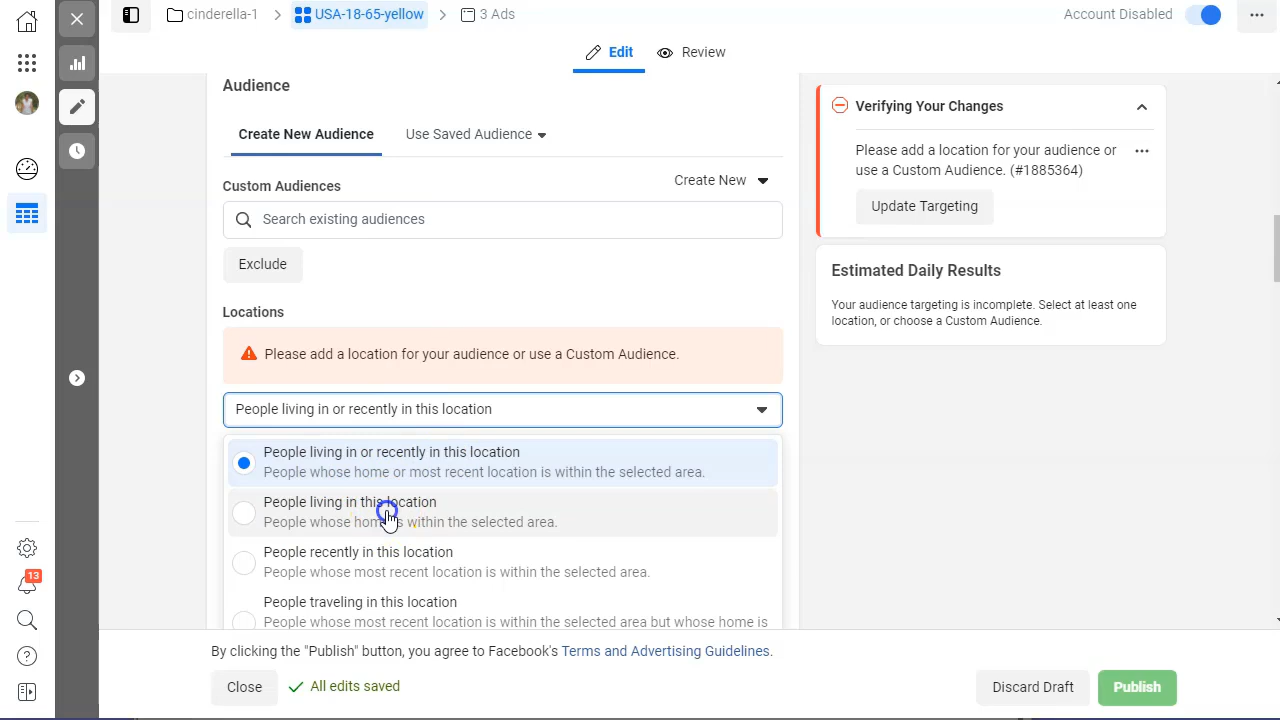 cinderella-1
USA-18-65-yellow
3 Ads
Account Disabled
Edit
Review
Audience
Create New Audience
Use Saved Audience
Custom Audiences
Create New
Search existing audiences
Exclude
Locations
Please add a location for your audience or use a Custom Audience.
People living in or recently in this location
People living in or recently in this location
People whose home or most recent location is within the selected area.
People living in this location
People whose home is within the selected area.
People recently in this location
People whose most recent location is within the selected area.
People traveling in this location
People whose most recent location is within the selected area but whose home is
Verifying Your Changes
Please add a location for your audience or
use a Custom Audience. (#1885364)
Update Targeting
Estimated Daily Results
Your audience targeting is incomplete. Select at least one
location, or choose a Custom Audience.
13
By clicking the "Publish" button, you agree to Facebook's Terms and Advertising Guidelines.
Close
All edits saved
Discard Draft
Publish